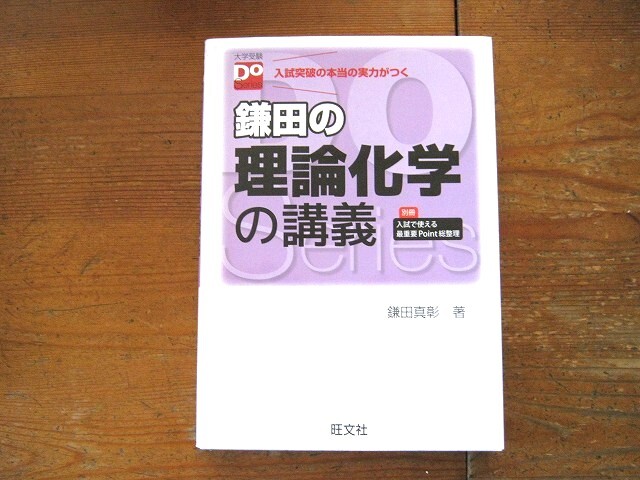 大学受験
Do
Series
入試突破の本当の実力がつく
DO
Series
鎌田の
理論化学
の講義
別冊
入試で使える
最重要Point総整理
鎌田真彰 著
旺文社